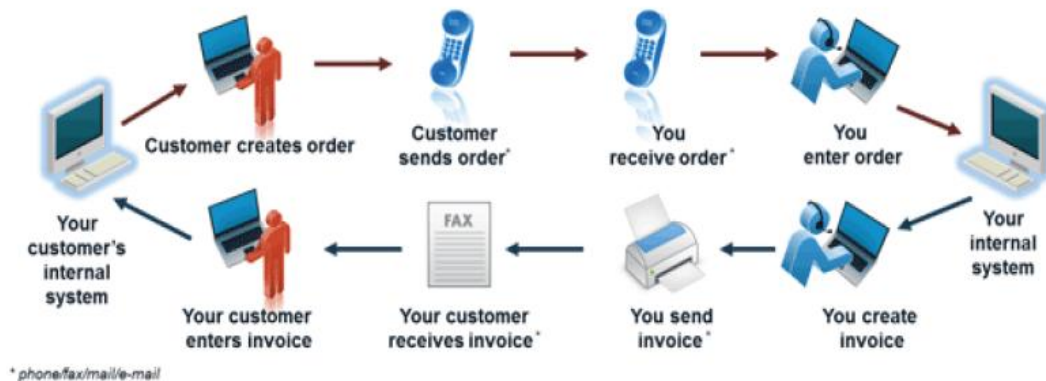 Customer creates order
Customer
sends order*
You
receive order*
You
enter order
Your
customer's
internal
system
FAX
Your
internal
system
Your customer
enters invoice
Your customer
receives invoice*
You send
invoice*
You create
invoice
* phone/fax/mail/e-mail